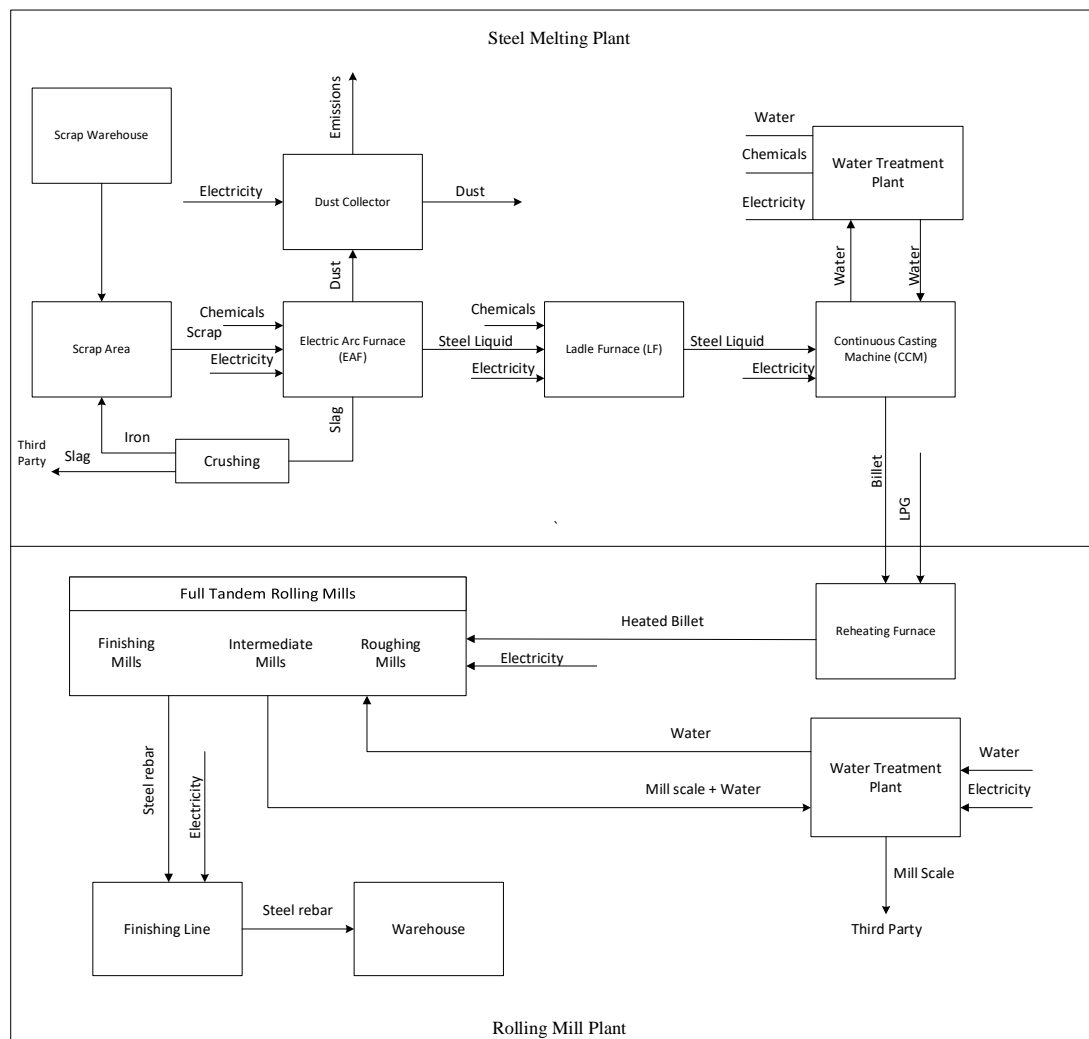 Steel Melting Plant
Scrap Warehouse
Emissions
Electricity
Dust Collector
Dust
Water
Chemicals
Electricity
Water Treatment
Plant
Dust
Water
Water
Scrap Area
Chemicals
Scrap
Electricity
Electric Arc Furnace
(EAF)
Steel Liquid
Chemicals
Electricity
Ladle Furnace (LF)
Steel Liquid
Electricity
Continuous Casting
Machine (CCM)
Iron
Third
Party
Slag
Crushing
Slag
Billet
LPG
`
Full Tandem Rolling Mills
Finishing
Mills
Intermediate
Mills
Roughing
Mills
Heated Billet
Electricity
Reheating Furnace
Water
Mill scale + Water
Water Treatment
Plant
Water
Electricity
Steel rebar
Electricity
Mill Scale
Third Party
Finishing Line
Steel rebar
Warehouse
Rolling Mill Plant